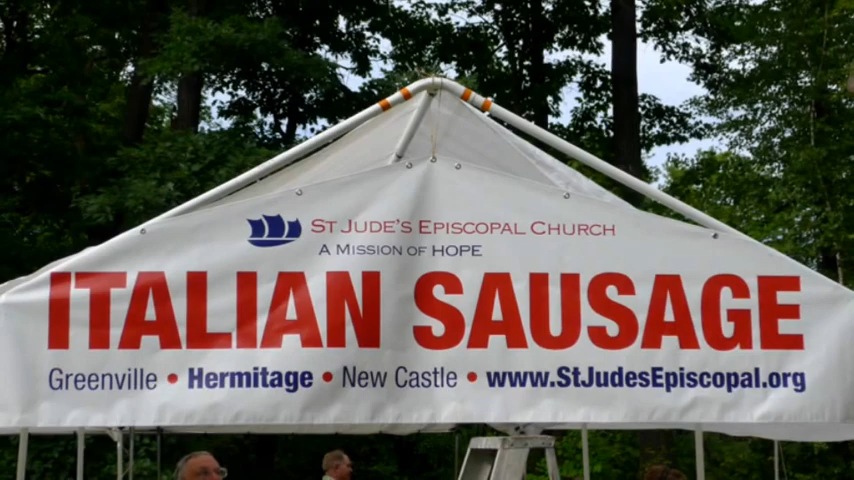 ST JUDE'S EPISCOPAL CHURCH
A MISSION OF HOPE
ITALIAN SAUSAGE
Greenville • Hermitage • New Castle • www.StJudesEpiscopal.org